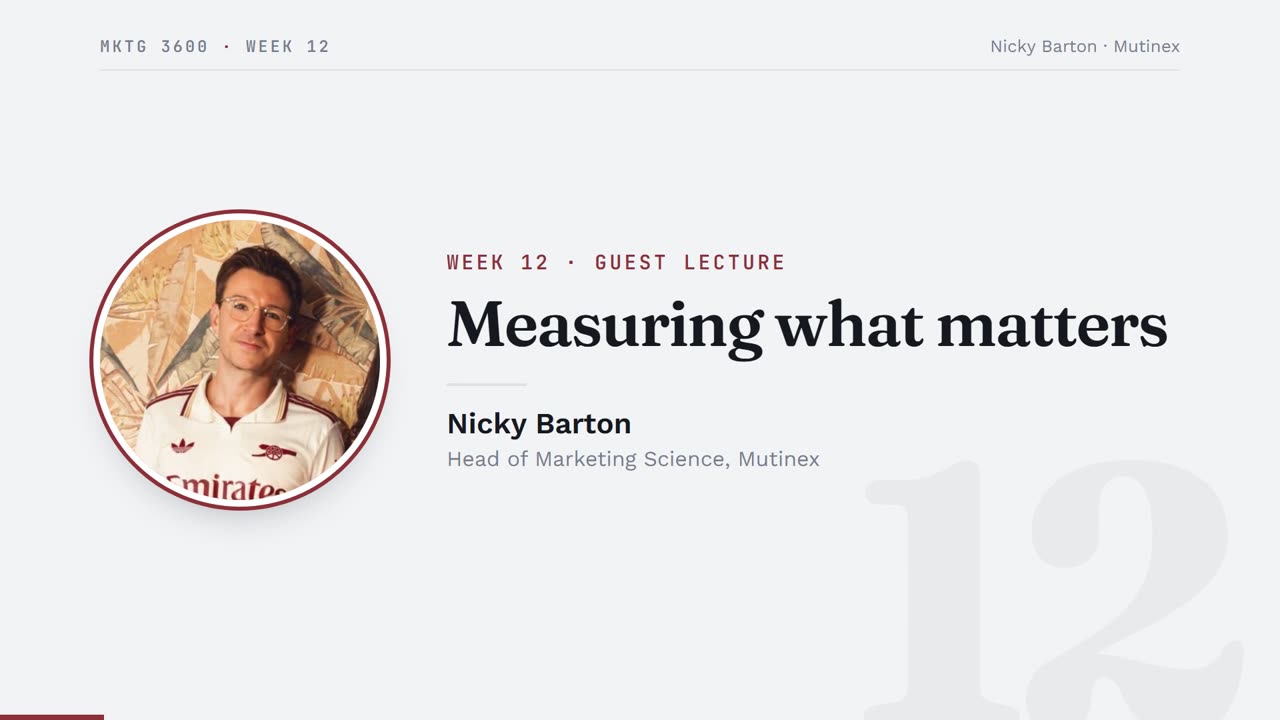 MKTG 3600 · WEEK 12
Nicky Barton · Mutinex
WEEK 12 · GUEST LECTURE
Measuring what matters
Nicky Barton
Head of Marketing Science, Mutinex
Emirates
12